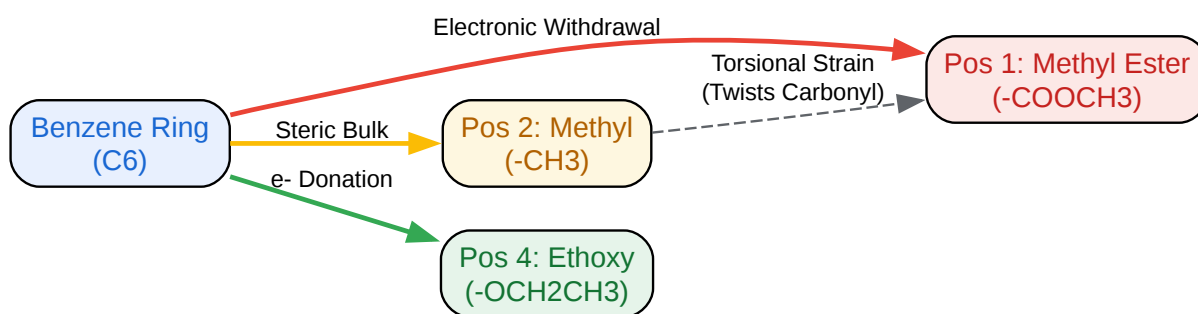 Electronic Withdrawal
Torsional Strain
(Twists Carbonyl)
Pos 1: Methyl Ester
(-COOCH3)
Benzene Ring
(C6)
Steric Bulk
Pos 2: Methyl
(-CH3)
e- Donation
Pos 4: Ethoxy
(-OCH2CH3)